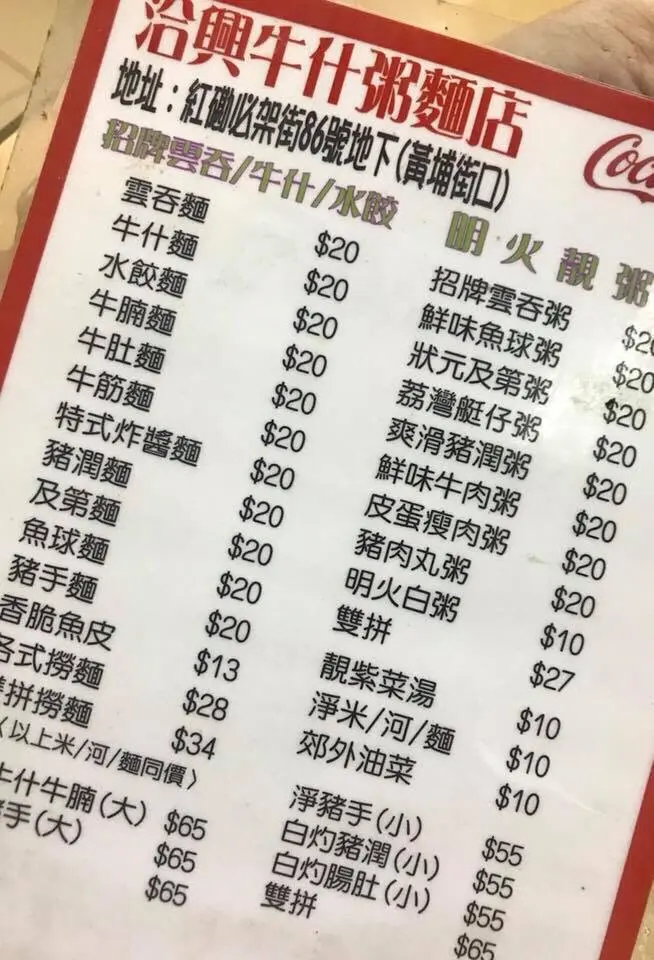 洽興牛什粥麵店
地址：紅磡必架街86號地下(黃埔街口)
Coc
招牌雲吞/牛什/水餃
雲吞麵 $20
牛什麵 $20
水餃麵 $20
牛腩麵 $20
牛肚麵 $20
牛筋麵 $20
特式炸醬麵 $20
豬潤麵 $20
及第麵 $20
魚球麵 $20
豬手麵 $20
香脆魚皮 $13
各式撈麵 $28
拼撈麵 $34
〈以上米/河/麵同價〉
什牛腩(大) $65
手(大) $65
$65
明火靚粥
招牌雲吞粥 $20
鮮味魚球粥 $20
狀元及第粥 $20
荔灣艇仔粥 $20
爽滑豬潤粥 $20
鮮味牛肉粥 $20
皮蛋瘦肉粥 $20
豬肉丸粥 $20
明火白粥 $10
雙拼 $27
靚紫菜湯 $10
淨米/河/麵 $10
郊外油菜 $10
淨豬手(小) $55
白灼豬潤(小) $55
白灼腸肚(小) $55
雙拼 $65